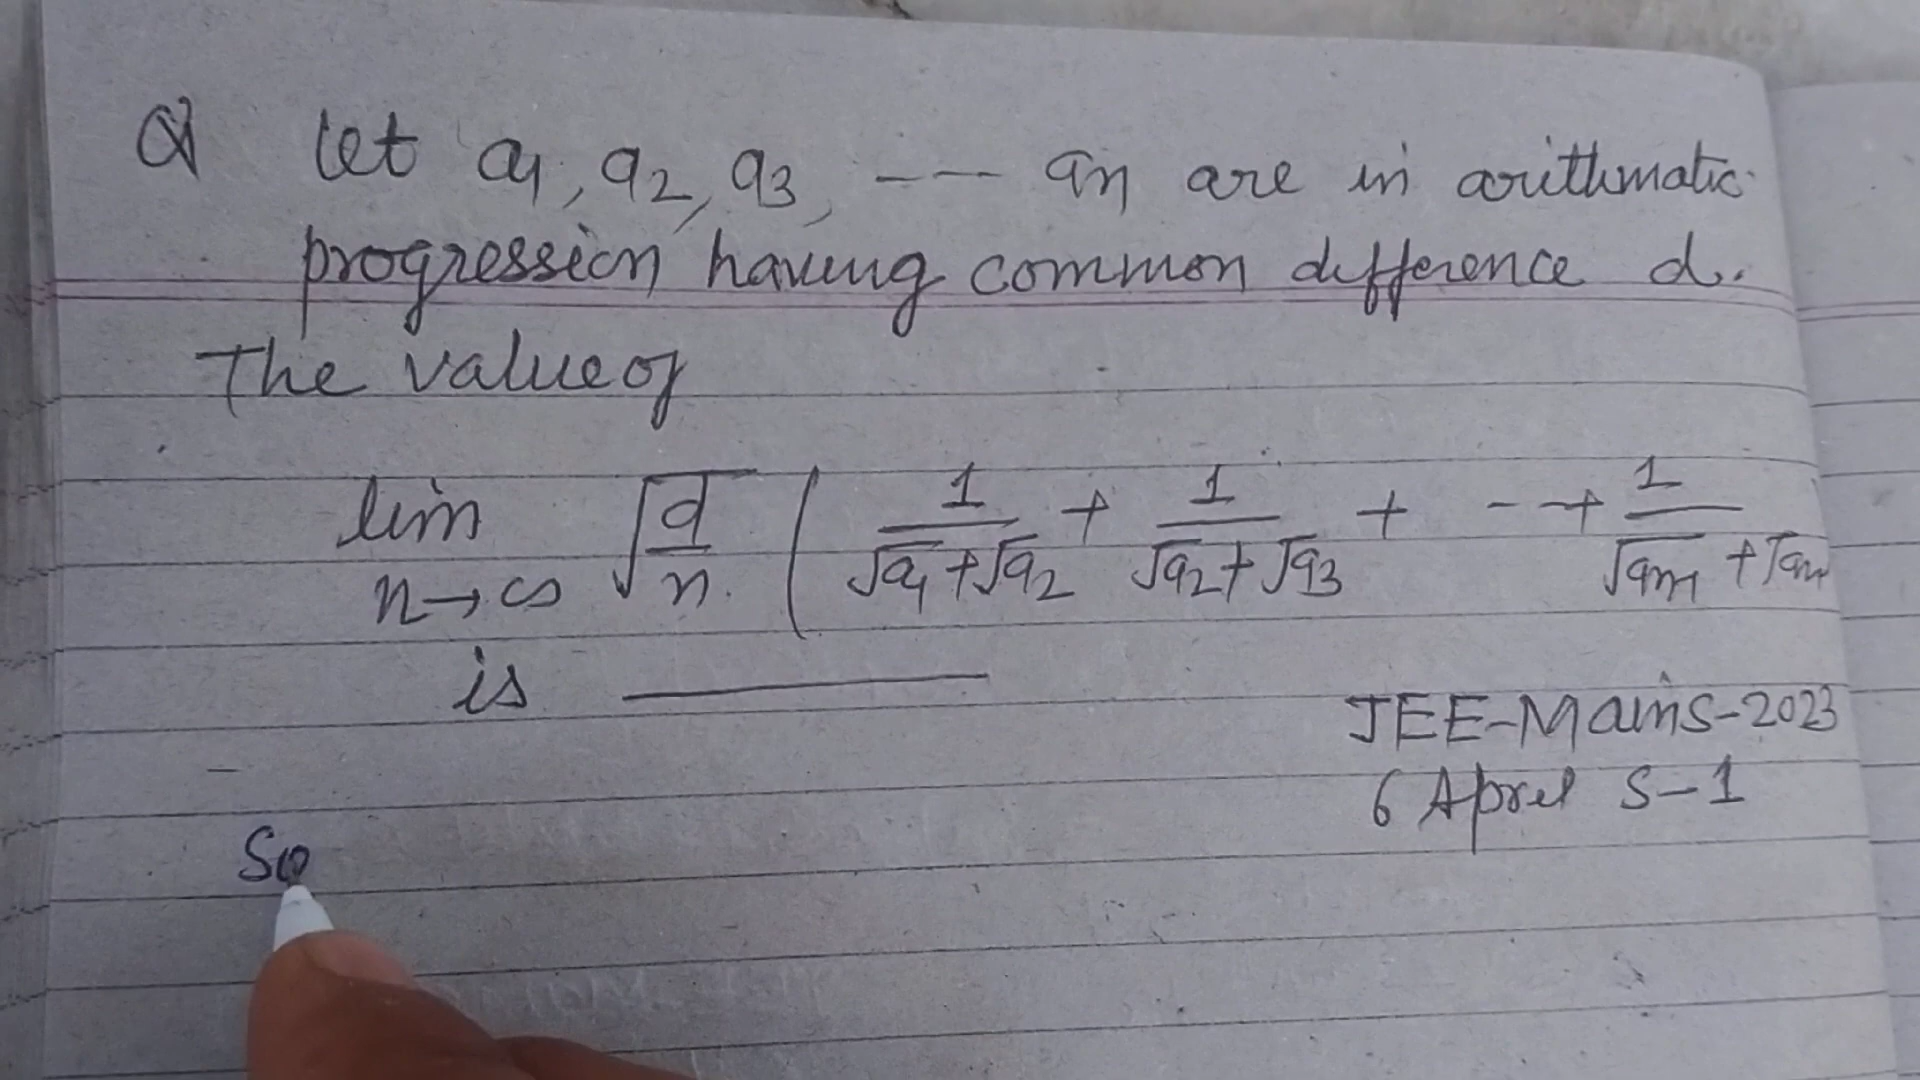 Q Let a1, a2, a3, --- an are in arithmatic
progression having common difference d.
The value of
lim n→∞ √(d/n) ( 1/(√a1+√a2) + 1/(√a2+√a3) + --+ 1/(√an-1 + √an
is ______
JEE-Mains-2023
6 April S-1
So